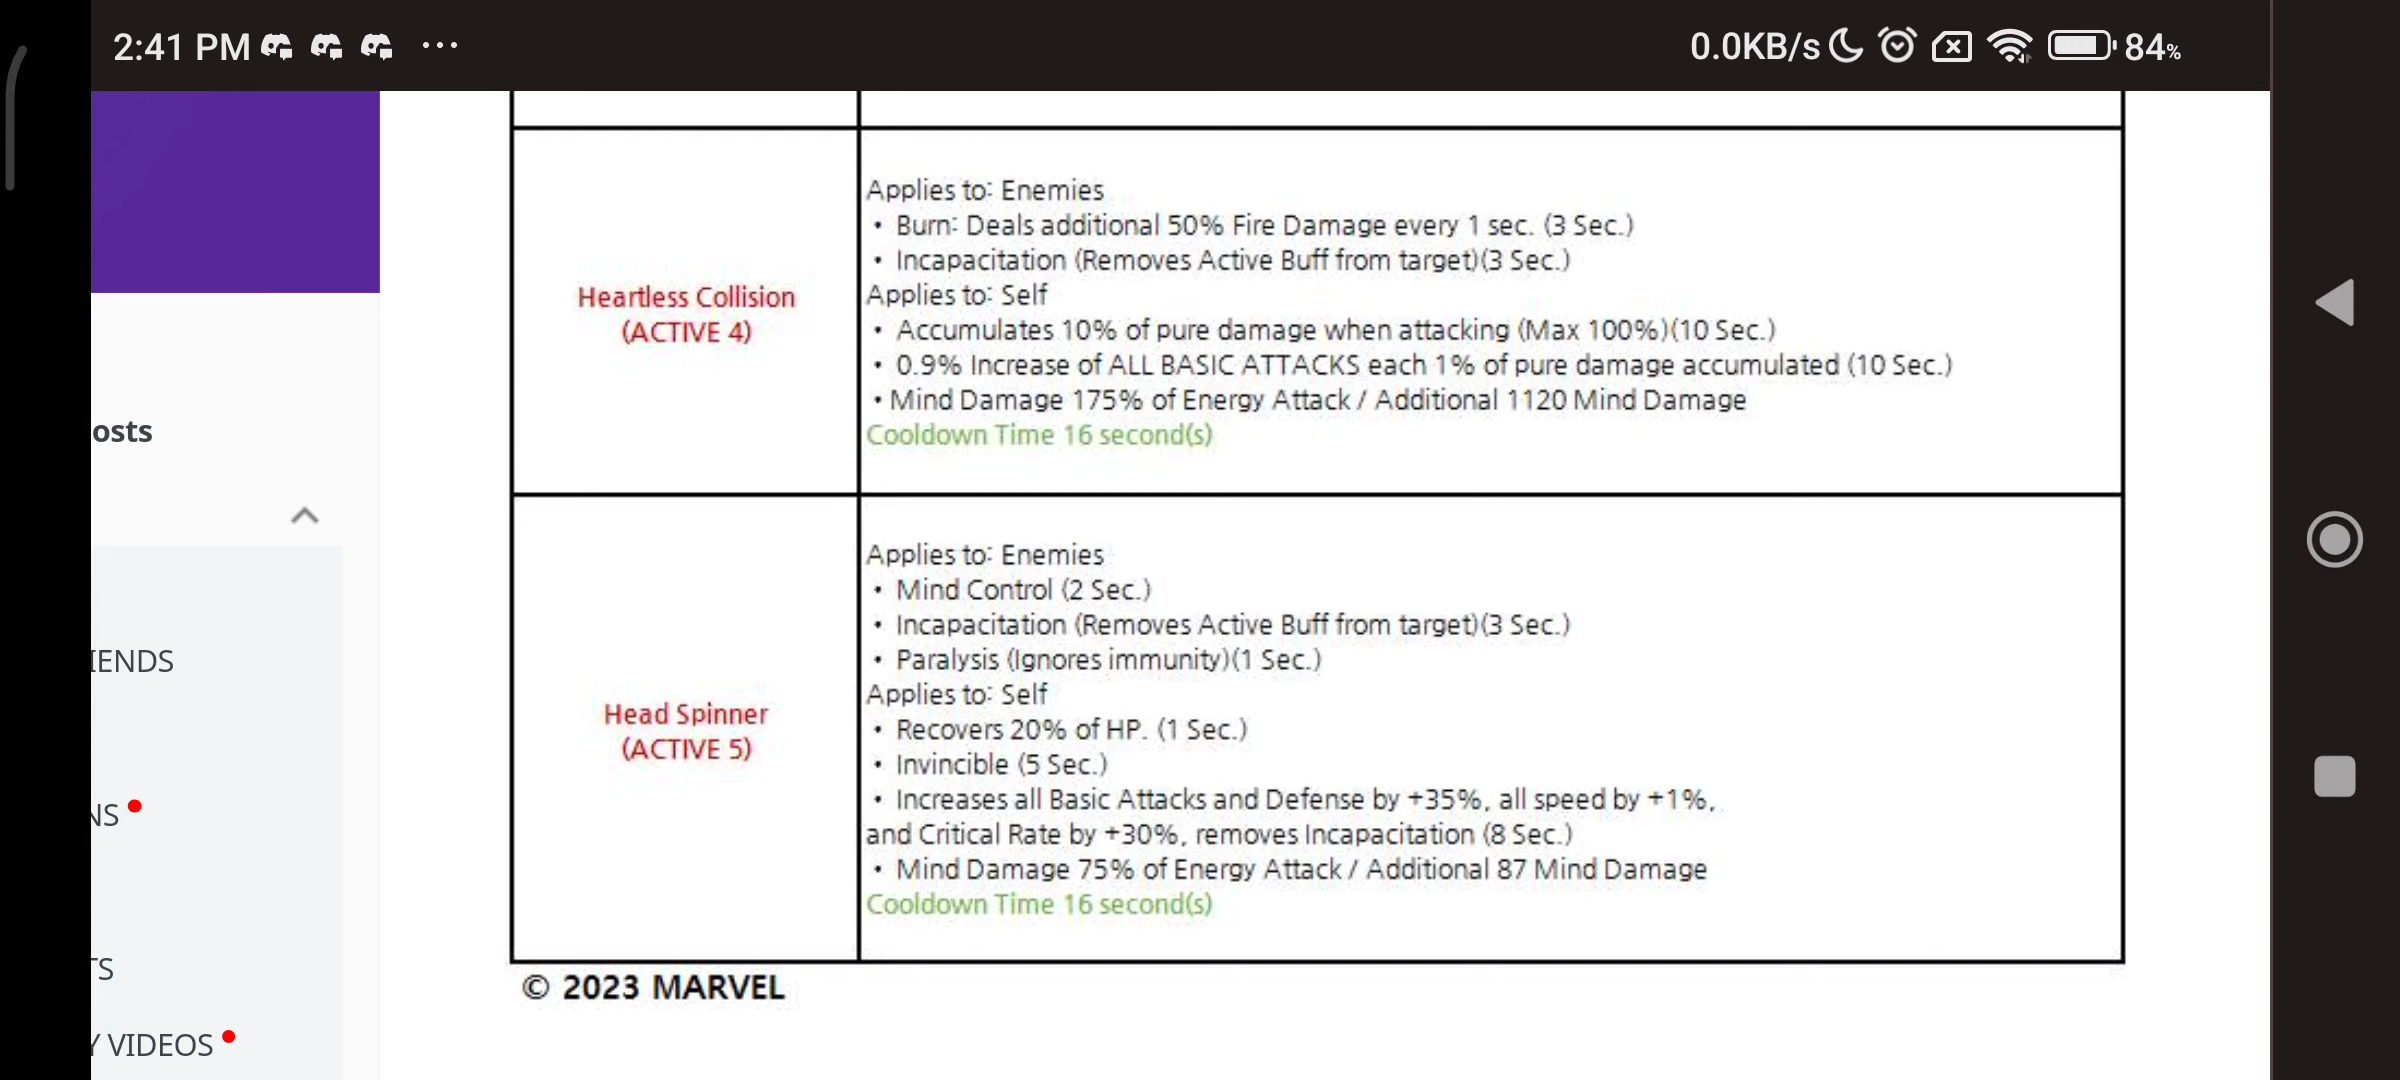 2:41 PM ...
0.0KB/s 84%
osts
IENDS
NS
TS
Y VIDEOS
Heartless Collision
(ACTIVE 4)
Applies to: Enemies
• Burn: Deals additional 50% Fire Damage every 1 sec. (3 Sec.)
• Incapacitation (Removes Active Buff from target)(3 Sec.)
Applies to: Self
• Accumulates 10% of pure damage when attacking (Max 100%)(10 Sec.)
• 0.9% Increase of ALL BASIC ATTACKS each 1% of pure damage accumulated (10 Sec.)
• Mind Damage 175% of Energy Attack / Additional 1120 Mind Damage
Cooldown Time 16 second(s)
Head Spinner
(ACTIVE 5)
Applies to: Enemies
• Mind Control (2 Sec.)
• Incapacitation (Removes Active Buff from target)(3 Sec.)
• Paralysis (Ignores immunity)(1 Sec.)
Applies to: Self
• Recovers 20% of HP. (1 Sec.)
• Invincible (5 Sec.)
• Increases all Basic Attacks and Defense by +35%, all speed by +1%,
and Critical Rate by +30%, removes Incapacitation (8 Sec.)
• Mind Damage 75% of Energy Attack / Additional 87 Mind Damage
Cooldown Time 16 second(s)
© 2023 MARVEL